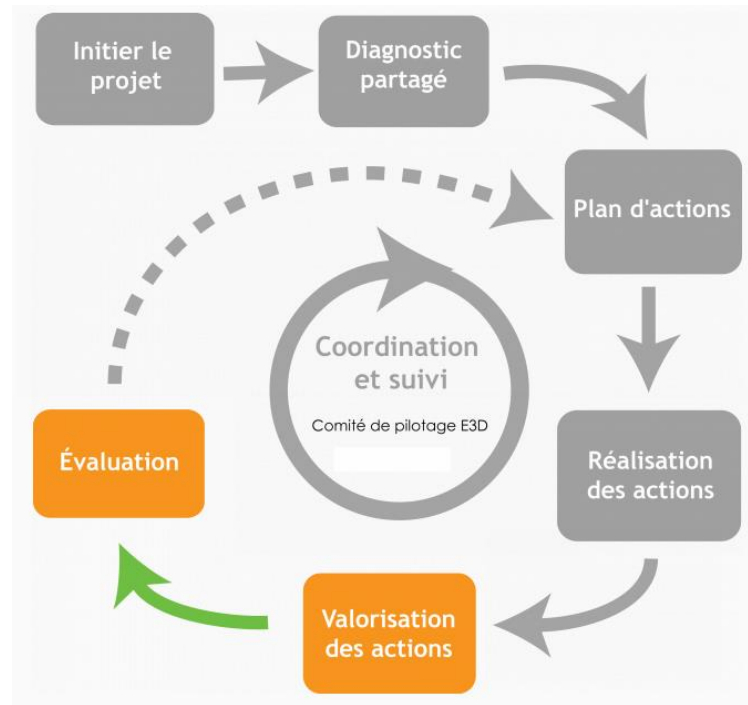 Initier le
projet
Diagnostic
partagé
Plan d'actions
Coordination
et suivi
Comité de pilotage E3D
Évaluation
Réalisation
des actions
Valorisation
des actions